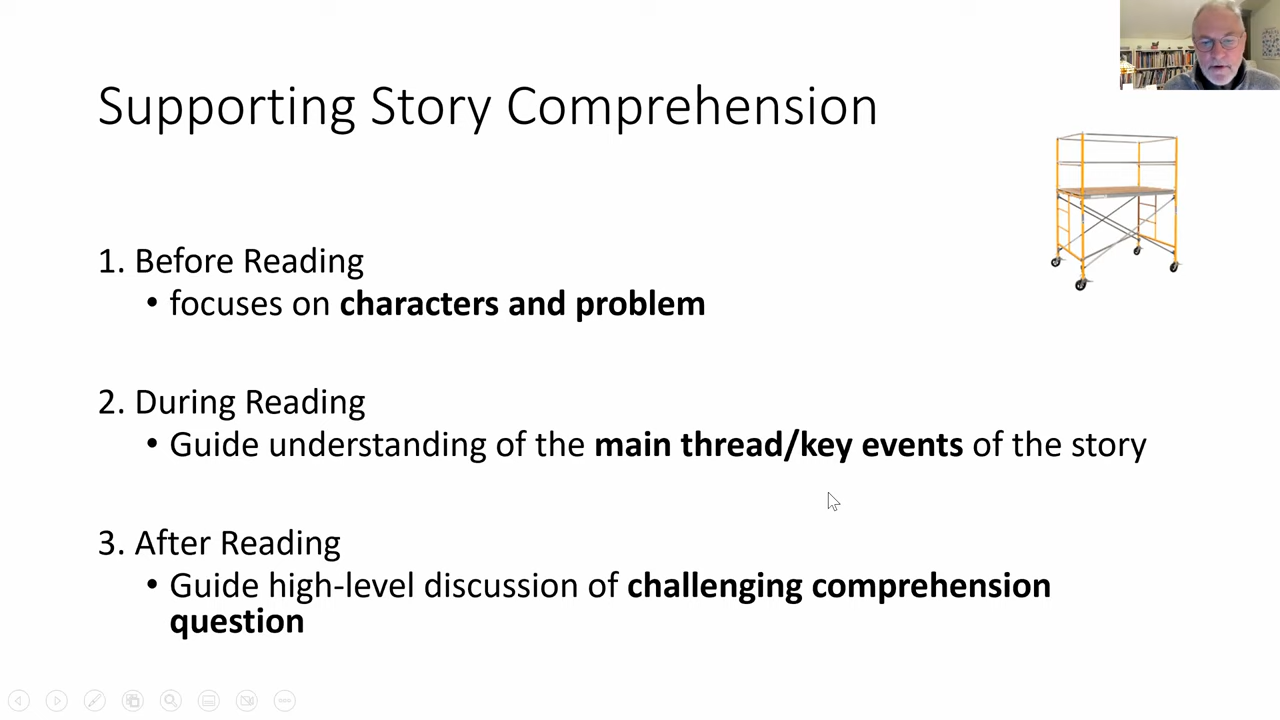 Supporting Story Comprehension
1. Before Reading
• focuses on characters and problem
2. During Reading
• Guide understanding of the main thread/key events of the story
3. After Reading
• Guide high-level discussion of challenging comprehension
question